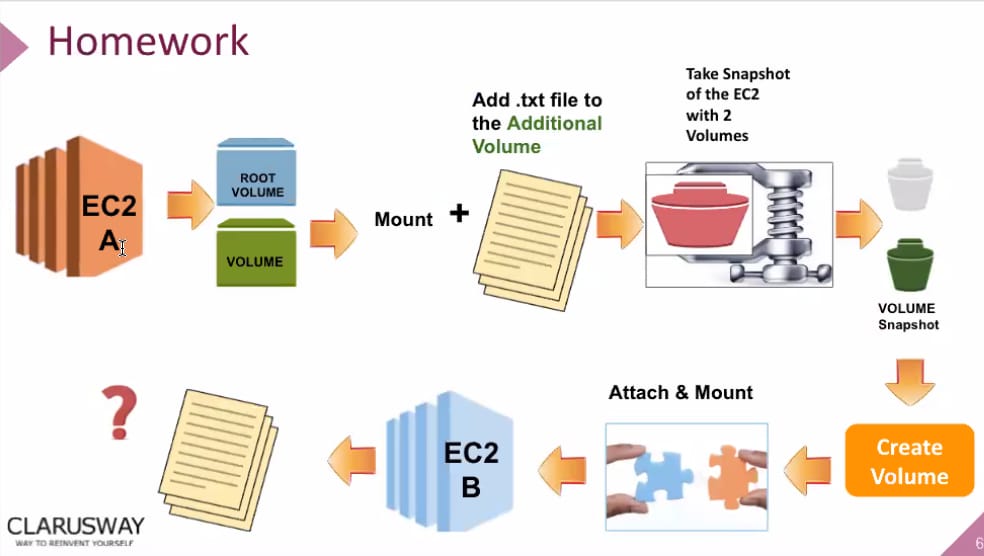 Homework
Take Snapshot
of the EC2
with 2
Volumes
Add .txt file to
the Additional
Volume
EC2
A
ROOT
VOLUME
VOLUME
Mount
+
VOLUME
Snapshot
Create
Volume
Attach & Mount
EC2
B
?
CLARUSWAY
WAY TO REINVENT YOURSELF
6